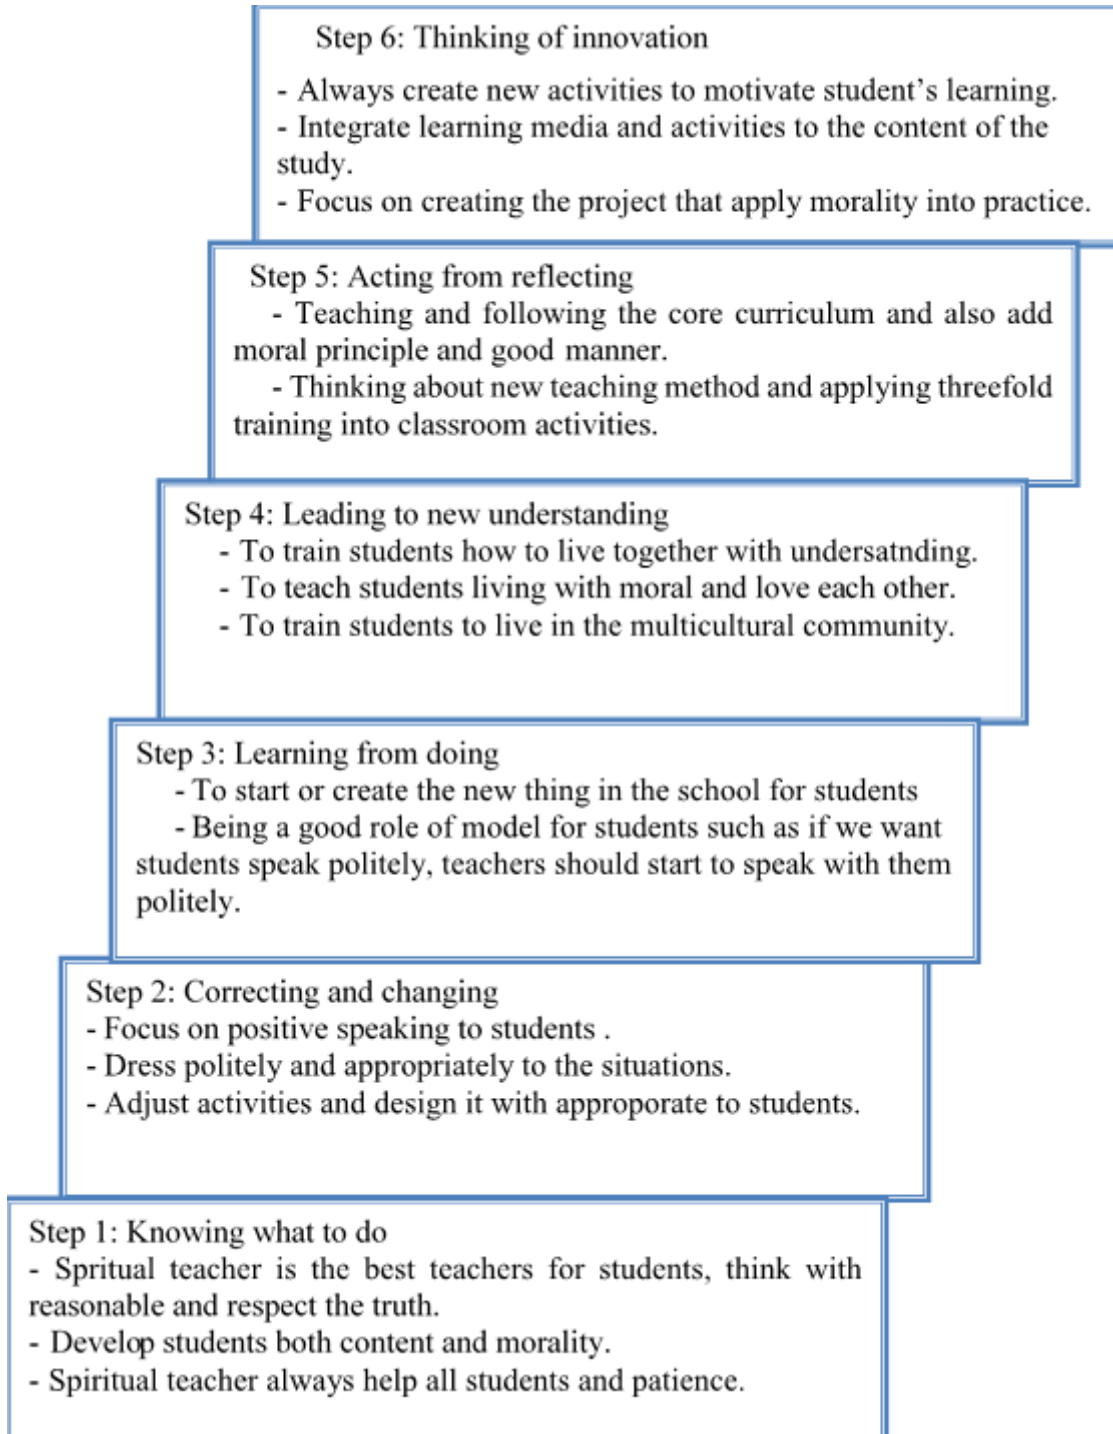 Step 6: Thinking of innovation
- Always create new activities to motivate student’s learning.
- Integrate learning media and activities to the content of the
study.
- Focus on creating the project that apply morality into practice.
Step 5: Acting from reflecting
- Teaching and following the core curriculum and also add
moral principle and good manner.
- Thinking about new teaching method and applying threefold
training into classroom activities.
Step 4: Leading to new understanding
- To train students how to live together with undersatnding.
- To teach students living with moral and love each other.
- To train students to live in the multicultural community.
Step 3: Learning from doing
- To start or create the new thing in the school for students
- Being a good role of model for students such as if we want
students speak politely, teachers should start to speak with them
politely.
Step 2: Correcting and changing
- Focus on positive speaking to students .
- Dress politely and appropriately to the situations.
- Adjust activities and design it with approporate to students.
Step 1: Knowing what to do
- Spritual teacher is the best teachers for students, think with
reasonable and respect the truth.
- Develop students both content and morality.
- Spiritual teacher always help all students and patience.